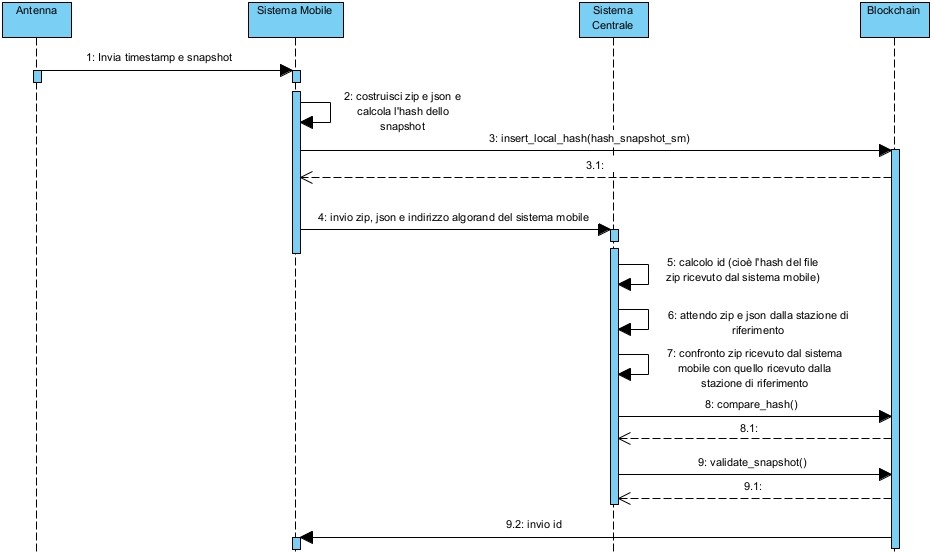 Antenna
Sistema Mobile
Sistema
Centrale
Blockchain
1: Invia timestamp e snapshot
2: costruisci zip e json e
calcola l'hash dello
snapshot
3: insert_local_hash(hash_snapshot_sm)
3.1:
4: invio zip, json e indirizzo algorand del sistema mobile
5: calcolo id (cioè l'hash del file
zip ricevuto dal sistema mobile)
6: attendo zip e json dalla stazione di
riferimento
7: confronto zip ricevuto dal sistema
mobile con quello ricevuto dalla
stazione di riferimento
8: compare_hash()
8.1:
9: validate_snapshot()
9.1:
9.2: invio id